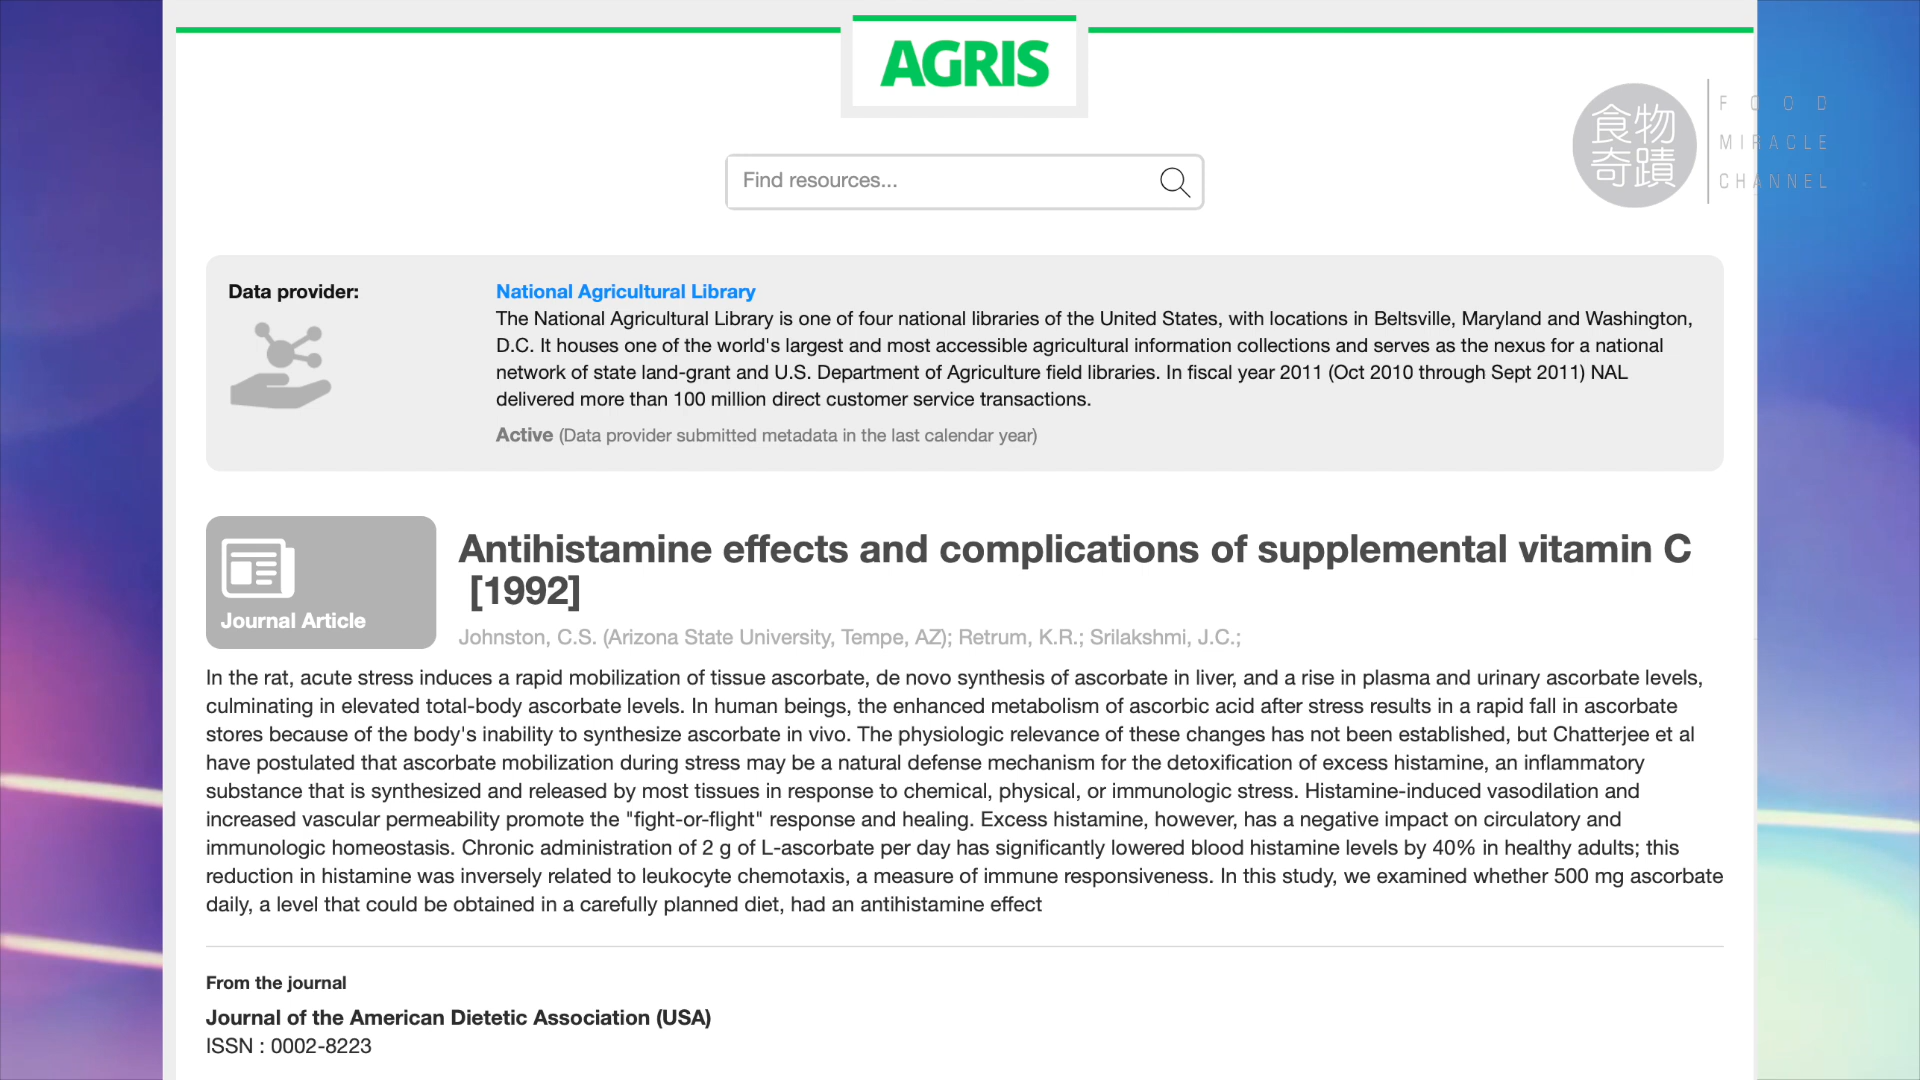 AGRIS
Find resources...
食物
奇蹟
FOOD
MIRACLE
CHANNEL
Data provider:
National Agricultural Library
The National Agricultural Library is one of four national libraries of the United States, with locations in Beltsville, Maryland and Washington,
D.C. It houses one of the world's largest and most accessible agricultural information collections and serves as the nexus for a national
network of state land-grant and U.S. Department of Agriculture field libraries. In fiscal year 2011 (Oct 2010 through Sept 2011) NAL
delivered more than 100 million direct customer service transactions.
Active (Data provider submitted metadata in the last calendar year)
Journal Article
Antihistamine effects and complications of supplemental vitamin C
[1992]
Johnston, C.S. (Arizona State University, Tempe, AZ); Retrum, K.R.; Srilakshmi, J.C.;
In the rat, acute stress induces a rapid mobilization of tissue ascorbate, de novo synthesis of ascorbate in liver, and a rise in plasma and urinary ascorbate levels,
culminating in elevated total-body ascorbate levels. In human beings, the enhanced metabolism of ascorbic acid after stress results in a rapid fall in ascorbate
stores because of the body's inability to synthesize ascorbate in vivo. The physiologic relevance of these changes has not been established, but Chatterjee et al
have postulated that ascorbate mobilization during stress may be a natural defense mechanism for the detoxification of excess histamine, an inflammatory
substance that is synthesized and released by most tissues in response to chemical, physical, or immunologic stress. Histamine-induced vasodilation and
increased vascular permeability promote the "fight-or-flight" response and healing. Excess histamine, however, has a negative impact on circulatory and
immunologic homeostasis. Chronic administration of 2 g of L-ascorbate per day has significantly lowered blood histamine levels by 40% in healthy adults; this
reduction in histamine was inversely related to leukocyte chemotaxis, a measure of immune responsiveness. In this study, we examined whether 500 mg ascorbate
daily, a level that could be obtained in a carefully planned diet, had an antihistamine effect
From the journal
Journal of the American Dietetic Association (USA)
ISSN : 0002-8223